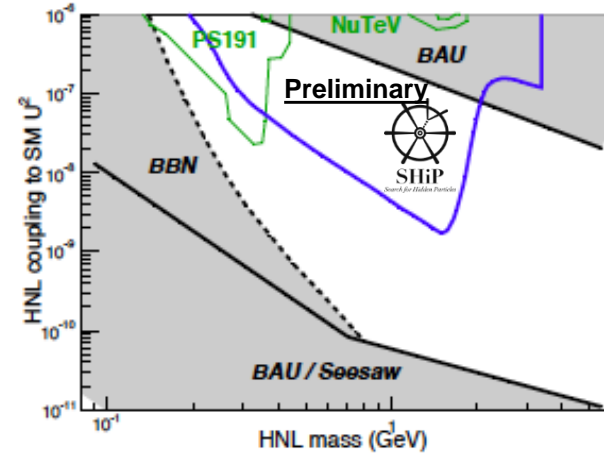 HNL coupling to SM U²
10⁻⁶
10⁻⁷
10⁻⁸
10⁻⁹
10⁻¹⁰
10⁻¹¹
PS191
NuTeV
BAU
Preliminary
BBN
SHiP
Search for Hidden Particles
BAU / Seesaw
10⁻¹
1
HNL mass (GeV)